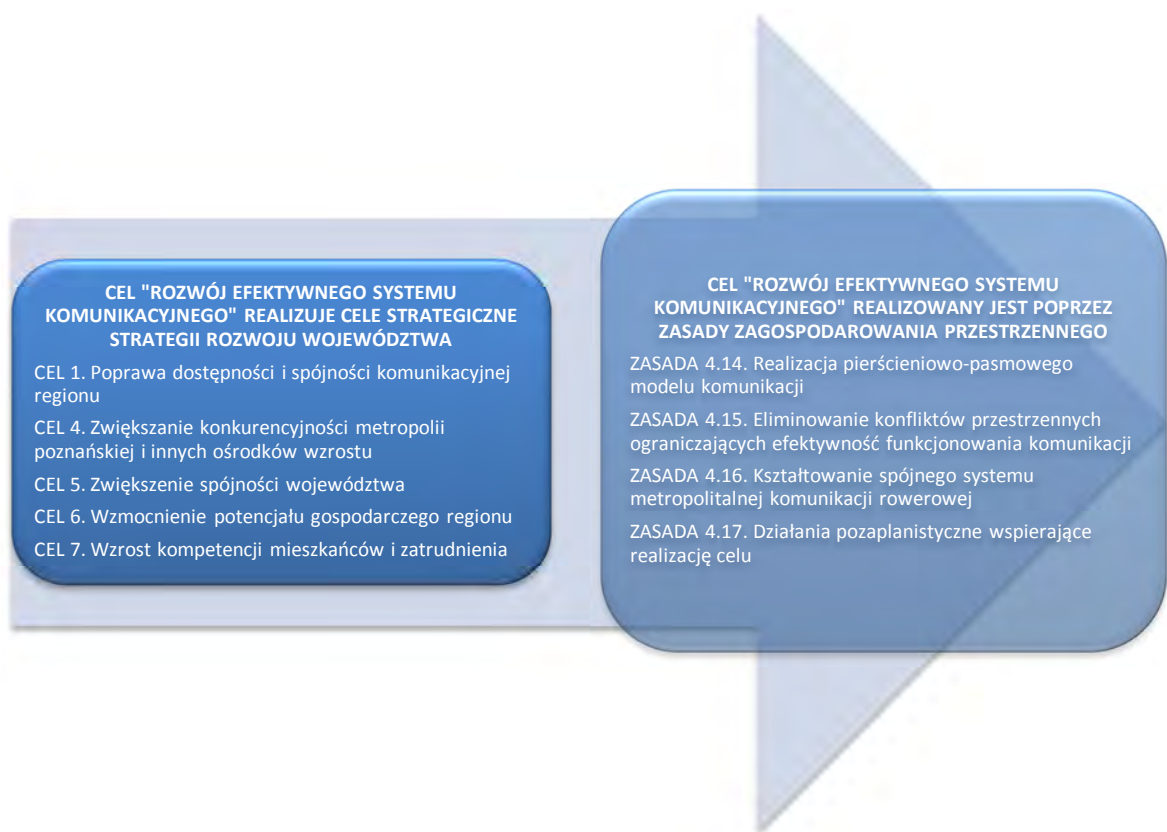 CEL "ROZWÓJ EFEKTYWNEGO SYSTEMU
KOMUNIKACYJNEGO" REALIZUJE CELE STRATEGICZNE
STRATEGII ROZWOJU WOJEWÓDZTWA
CEL 1. Poprawa dostępności i spójności komunikacyjnej
regionu
CEL 4. Zwiększanie konkurencyjności metropolii
poznańskiej i innych ośrodków wzrostu
CEL 5. Zwiększenie spójności województwa
CEL 6. Wzmocnienie potencjału gospodarczego regionu
CEL 7. Wzrost kompetencji mieszkańców i zatrudnienia
CEL "ROZWÓJ EFEKTYWNEGO SYSTEMU
KOMUNIKACYJNEGO" REALIZOWANY JEST POPRZEZ
ZASADY ZAGOSPODAROWANIA PRZESTRZENNEGO
ZASADA 4.14. Realizacja pierścieniowo-pasmowego
modelu komunikacji
ZASADA 4.15. Eliminowanie konfliktów przestrzennych
ograniczających efektywność funkcjonowania komunikacji
ZASADA 4.16. Kształtowanie spójnego systemu
metropolitalnej komunikacji rowerowej
ZASADA 4.17. Działania pozaplanistyczne wspierające
realizację celu